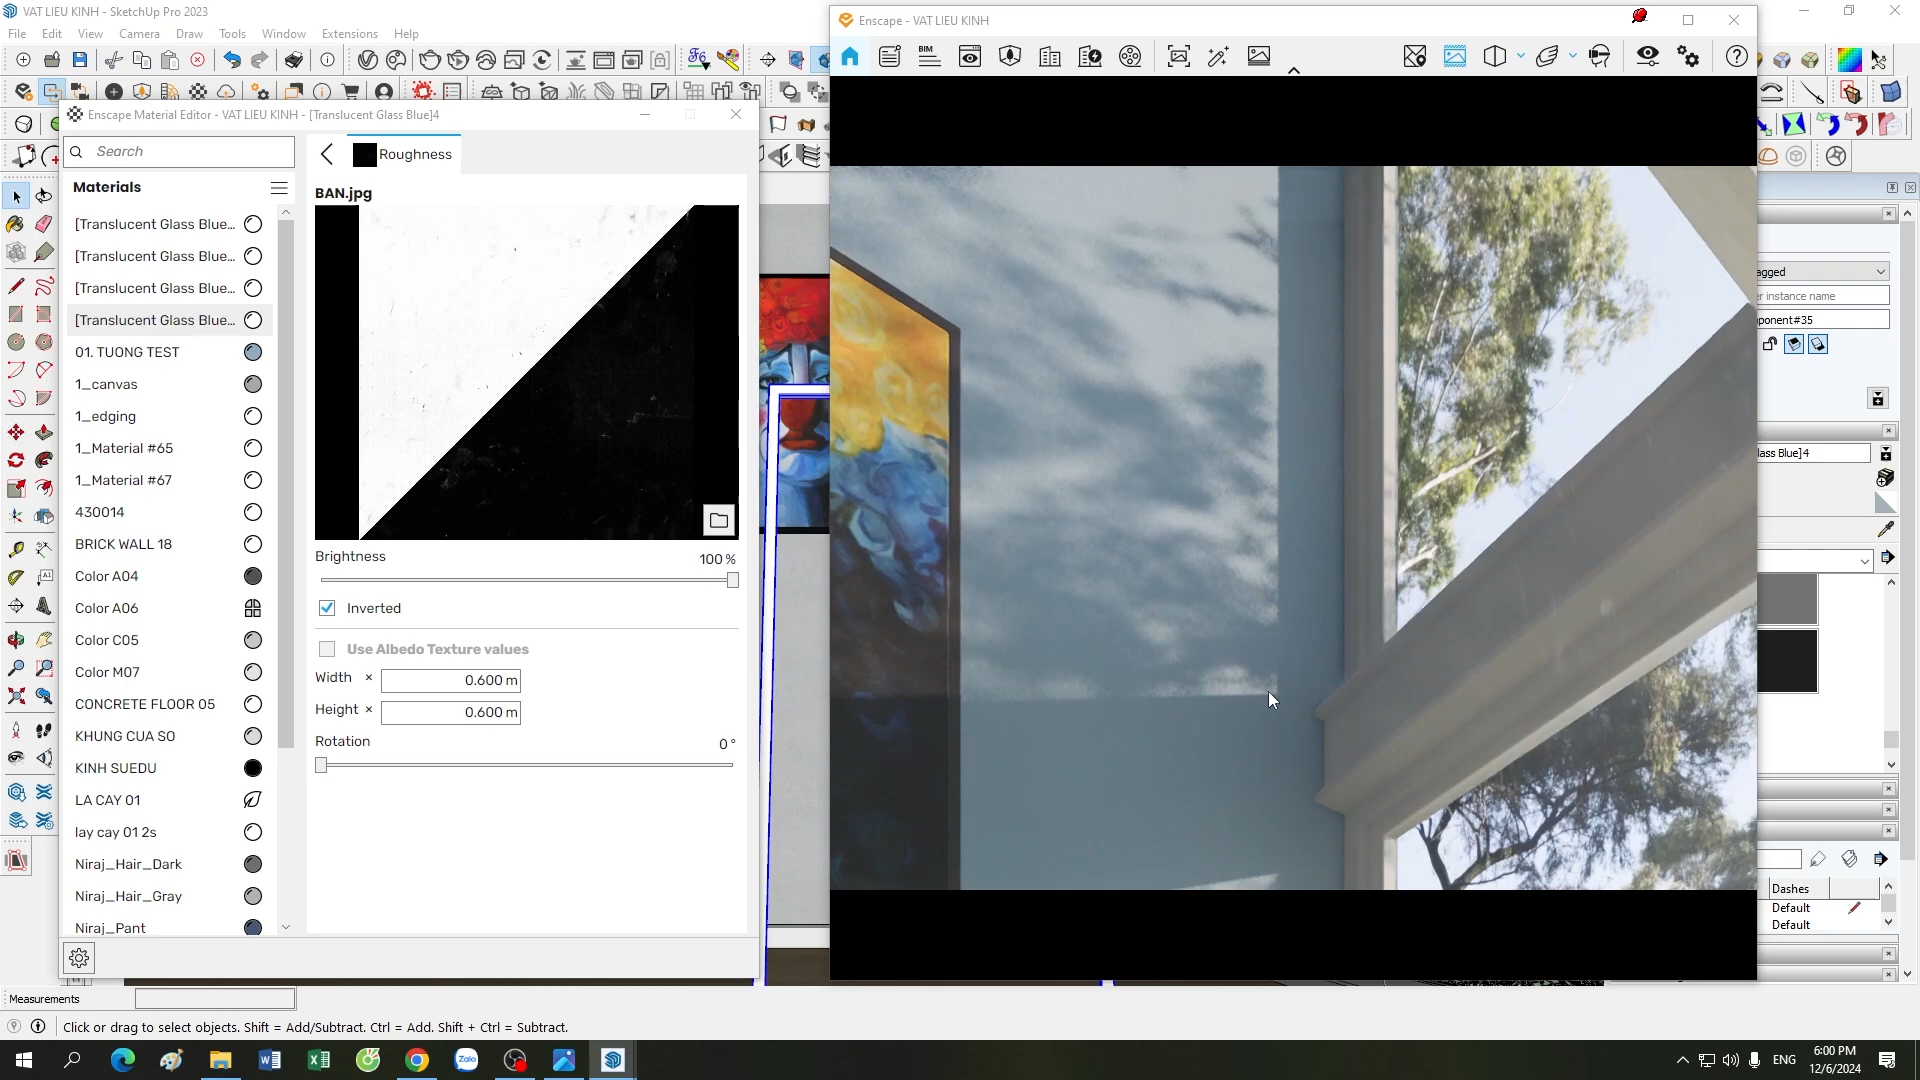 VAT LIEU KINH - SketchUp Pro 2023
File Edit View Camera Draw Tools Window Extensions Help
Enscape - VAT LIEU KINH
BIM
Enscape Material Editor - VAT LIEU KINH - [Translucent Glass Blue]4
Search
Roughness
Materials
BAN.jpg
[Translucent Glass Blue...
[Translucent Glass Blue...
[Translucent Glass Blue...
[Translucent Glass Blue...
01. TUONG TEST
1_canvas
1_edging
1_Material #65
1_Material #67
430014
BRICK WALL 18
Color A04
Color A06
Color C05
Color M07
CONCRETE FLOOR 05
KHUNG CUA SO
KINH SUEDU
LA CAY 01
lay cay 01 2s
Niraj_Hair_Dark
Niraj_Hair_Gray
Niraj_Pant
Brightness 100 %
Inverted
Use Albedo Texture values
Width × 0.600 m
Height × 0.600 m
Rotation 0 °
agged
er instance name
ponent#35
lass Blue]4
Dashes
Default
Default
Measurements
Click or drag to select objects. Shift = Add/Subtract. Ctrl = Add. Shift + Ctrl = Subtract.
Zalo
ENG
6:00 PM
12/6/2024